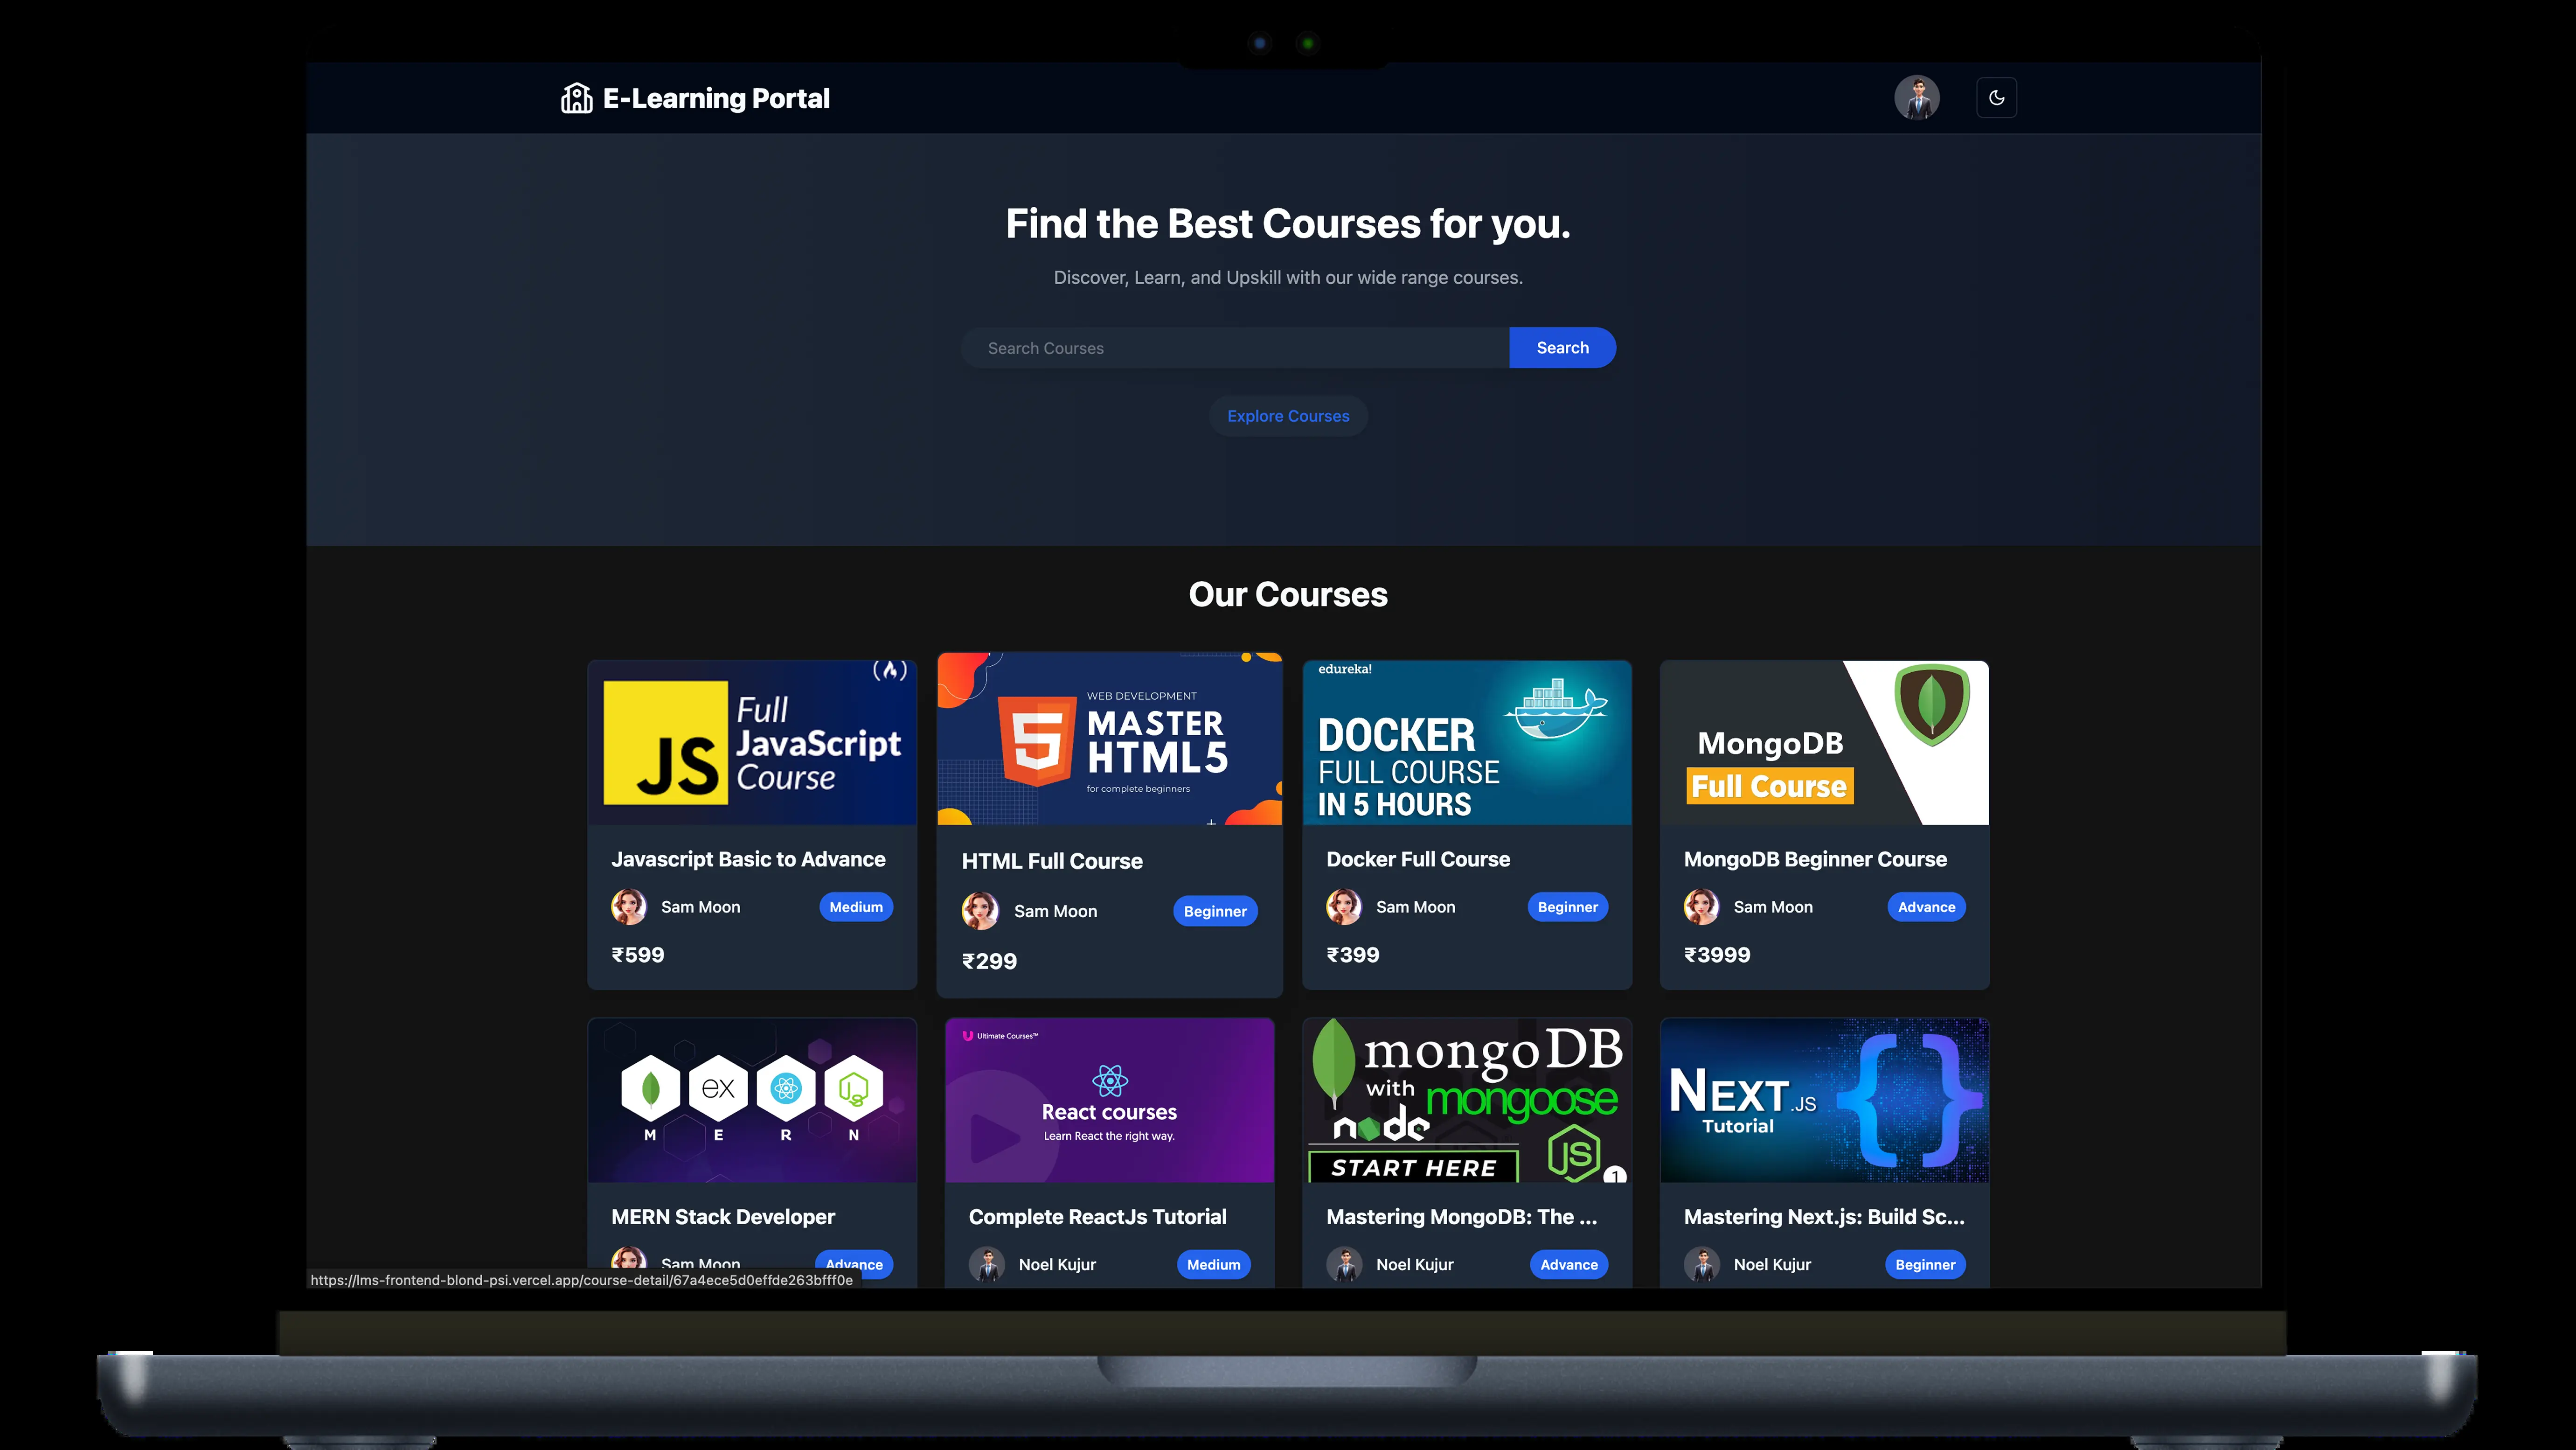 E-Learning Portal
Find the Best Courses for you.
Discover, Learn, and Upskill with our wide range courses.
Search Courses
Search
Explore Courses
Our Courses
JS
Full
JavaScript
Course
Javascript Basic to Advance
Sam Moon
Medium
₹599
WEB DEVELOPMENT
5
MASTER
HTML5
for complete beginners
HTML Full Course
Sam Moon
Beginner
₹299
edureka!
DOCKER
FULL COURSE
IN 5 HOURS
Docker Full Course
Sam Moon
Beginner
₹399
MongoDB
Full Course
MongoDB Beginner Course
Sam Moon
Advance
₹3999
ex
M E R N
MERN Stack Developer
Sam Moon
Advance
Ultimate Courses™
React courses
Learn React the right way.
Complete ReactJs Tutorial
Noel Kujur
Medium
mongoDB
with mongoose
node
JS
START HERE
1
Mastering MongoDB: The ...
Noel Kujur
Advance
NEXT.JS
Tutorial
{}
Mastering Next.js: Build Sc...
Noel Kujur
Beginner
https://lms-frontend-blond-psi.vercel.app/course-detail/67a4ece5d0effde263bfff0e